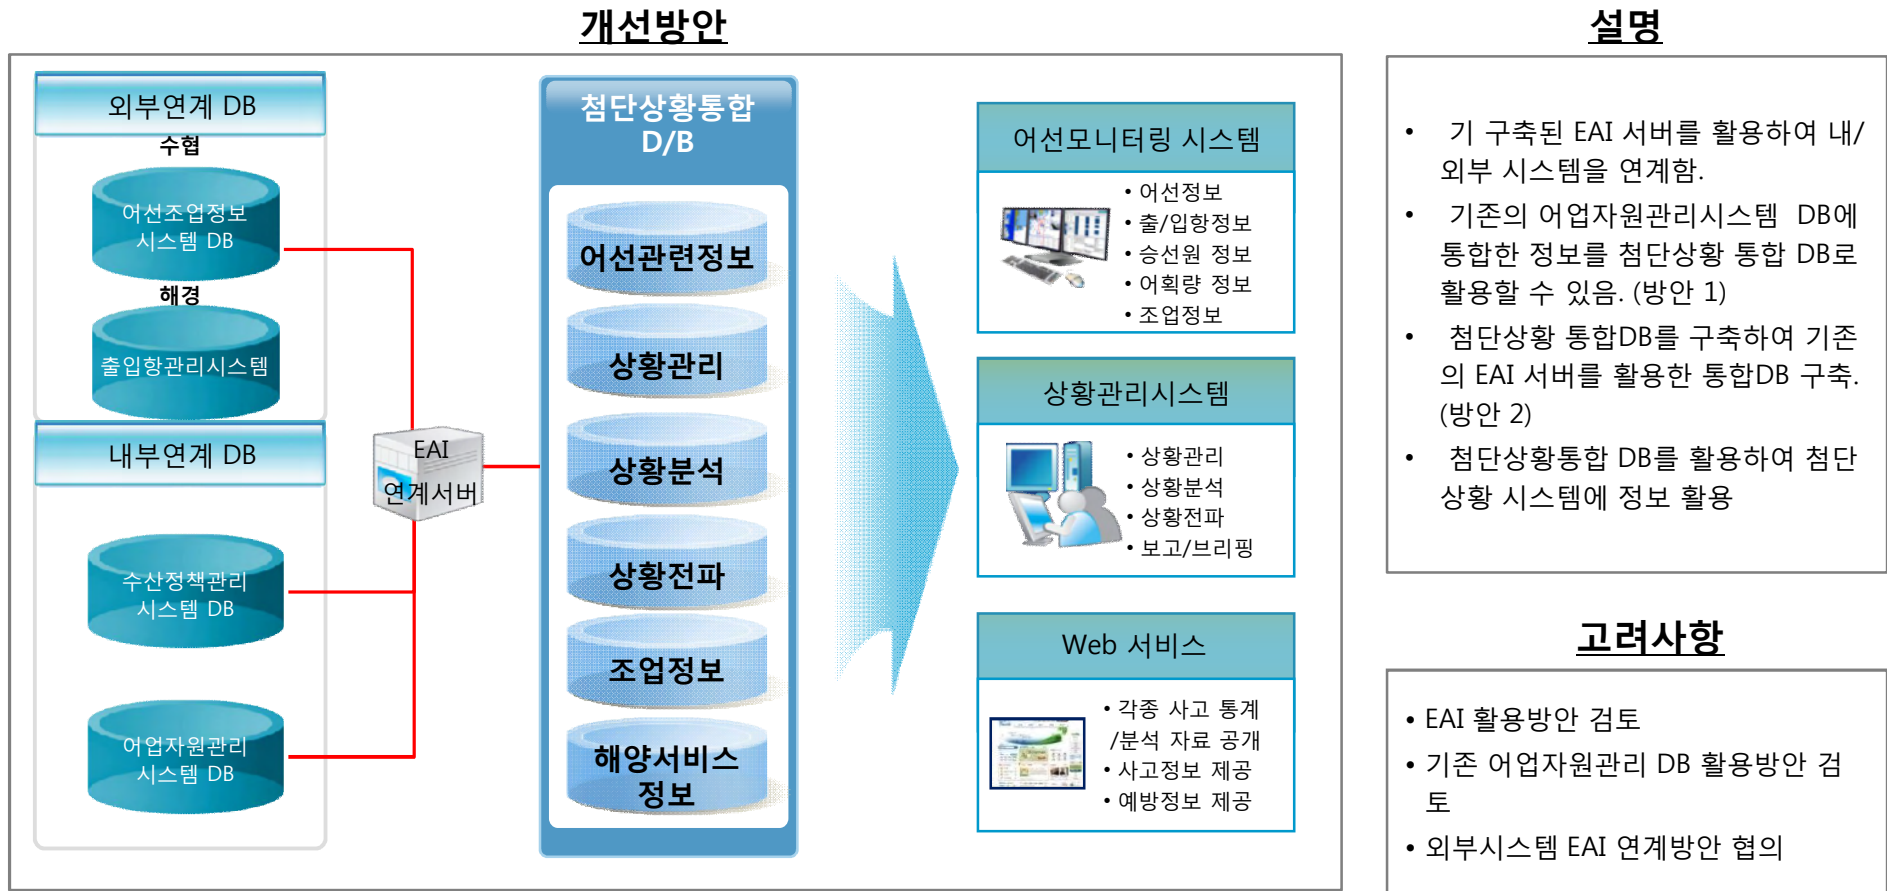 개선방안
외부연계 DB
수협
어선조업정보
시스템 DB
해경
출입항관리시스템
내부연계 DB
수산정책관리
시스템 DB
어업자원관리
시스템 DB
EAI
연계서버
첨단상황통합
D/B
어선관련정보
상황관리
상황분석
상황전파
조업정보
해양서비스
정보
어선모니터링 시스템
• 어선정보
• 출/입항정보
• 승선원 정보
• 어획량 정보
• 조업정보
상황관리시스템
• 상황관리
• 상황분석
• 상황전파
• 보고/브리핑
Web 서비스
• 각종 사고 통계
/분석 자료 공개
• 사고정보 제공
• 예방정보 제공
설명
• 기 구축된 EAI 서버를 활용하여 내/
외부 시스템을 연계함.
• 기존의 어업자원관리시스템 DB에
통합한 정보를 첨단상황 통합 DB로
활용할 수 있음. (방안 1)
• 첨단상황 통합DB를 구축하여 기존
의 EAI 서버를 활용한 통합DB 구축.
(방안 2)
• 첨단상황통합 DB를 활용하여 첨단
상황 시스템에 정보 활용
고려사항
• EAI 활용방안 검토
• 기존 어업자원관리 DB 활용방안 검
토
• 외부시스템 EAI 연계방안 협의